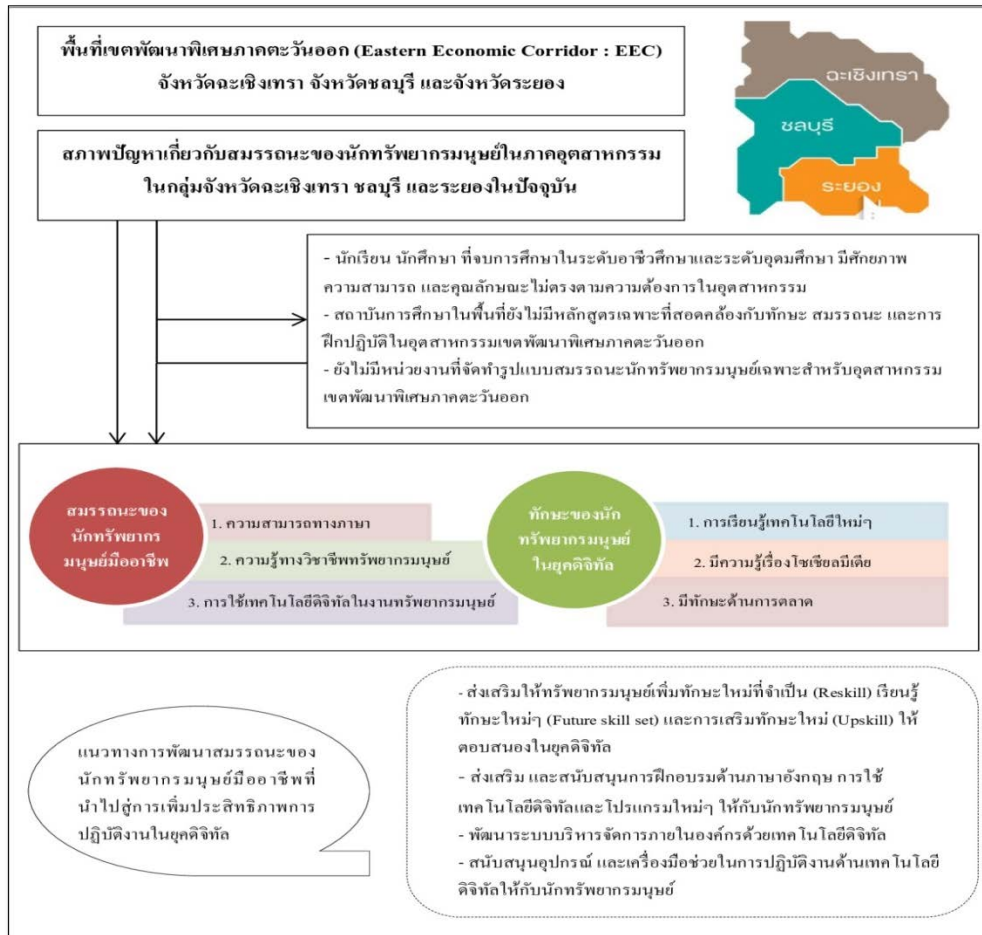 พื้นที่เขตพัฒนาพิเศษภาคตะวันออก (Eastern Economic Corridor : EEC)
จังหวัดฉะเชิงเทรา จังหวัดชลบุรี และจังหวัดระยอง
ฉะเชิงเทรา
ชลบุรี
ระยอง
สภาพปัญหาเกี่ยวกับสมรรถนะของนักทรัพยากรมนุษย์ในภาคอุตสาหกรรม
ในกลุ่มจังหวัดฉะเชิงเทรา ชลบุรี และระยองในปัจจุบัน
- นักเรียน นักศึกษา ที่จบการศึกษาในระดับอาชีวศึกษาและระดับอุดมศึกษา มีศักยภาพ
ความสามารถ และคุณลักษณะไม่ตรงตามความต้องการในอุตสาหกรรม
- สถาบันการศึกษาในพื้นที่ยังไม่มีหลักสูตรเฉพาะที่สอดคล้องกับทักษะ สมรรถนะ และการ
ฝึกปฏิบัติในอุตสาหกรรมเขตพัฒนาพิเศษภาคตะวันออก
- ยังไม่มีหน่วยงานที่จัดทำรูปแบบสมรรถนะนักทรัพยากรมนุษย์เฉพาะสำหรับอุตสาหกรรม
เขตพัฒนาพิเศษภาคตะวันออก
สมรรถนะของ
นักทรัพยากร
มนุษย์มืออาชีพ
1. ความสามารถทางภาษา
2. ความรู้ทางวิชาชีพทรัพยากรมนุษย์
3. การใช้เทคโนโลยีดิจิทัลในงานทรัพยากรมนุษย์
ทักษะของนัก
ทรัพยากรมนุษย์
ในยุคดิจิทัล
1. การเรียนรู้เทคโนโลยีใหม่ๆ
2. มีความรู้เรื่องโซเชียลมีเดีย
3. มีทักษะด้านการตลาด
แนวทางการพัฒนาสมรรถนะของ
นักทรัพยากรมนุษย์มืออาชีพที่
นำไปสู่การเพิ่มประสิทธิภาพการ
ปฏิบัติงานในยุคดิจิทัล
- ส่งเสริมให้ทรัพยากรมนุษย์เพิ่มทักษะใหม่ที่จำเป็น (Reskill) เรียนรู้
ทักษะใหม่ๆ (Future skill set) และการเสริมทักษะใหม่ (Upskill) ให้
ตอบสนองในยุคดิจิทัล
- ส่งเสริม และสนับสนุนการฝึกอบรมด้านภาษาอังกฤษ การใช้
เทคโนโลยีดิจิทัลและโปรแกรมใหม่ๆ ให้กับนักทรัพยากรมนุษย์
- พัฒนาระบบบริหารจัดการภายในองค์กรด้วยเทคโนโลยีดิจิทัล
- สนับสนุนอุปกรณ์ และเครื่องมือช่วยในการปฏิบัติงานด้านเทคโนโลยี
ดิจิทัลให้กับนักทรัพยากรมนุษย์